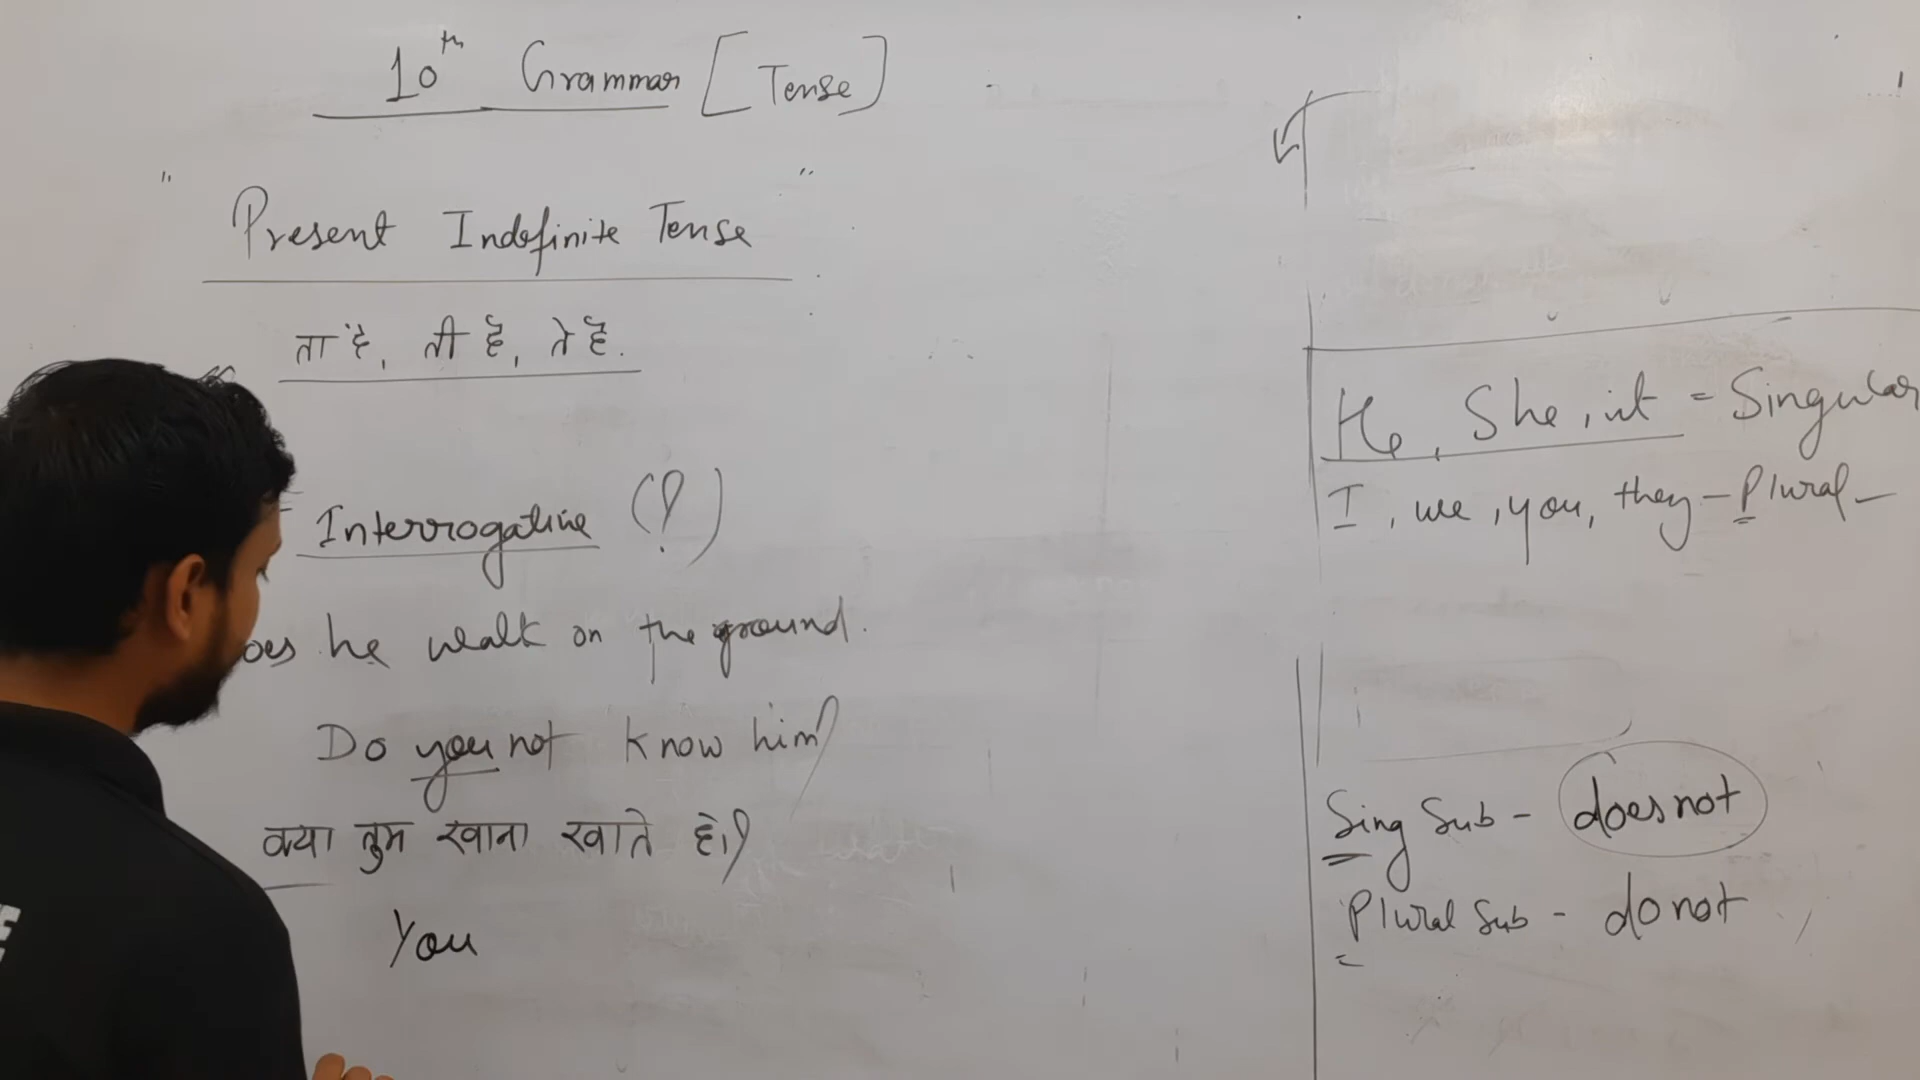 10th Grammar [Tense]
" Present Indefinite Tense "
ता है, ती है, ते है.
Interrogative (?)
oes he walk on the ground.
Do you not know him?
क्या तुम खाना खाते हो?
You
He, She, it = Singular
I, we, you, they - Plural -
Sing Sub - does not
Plural Sub - do not